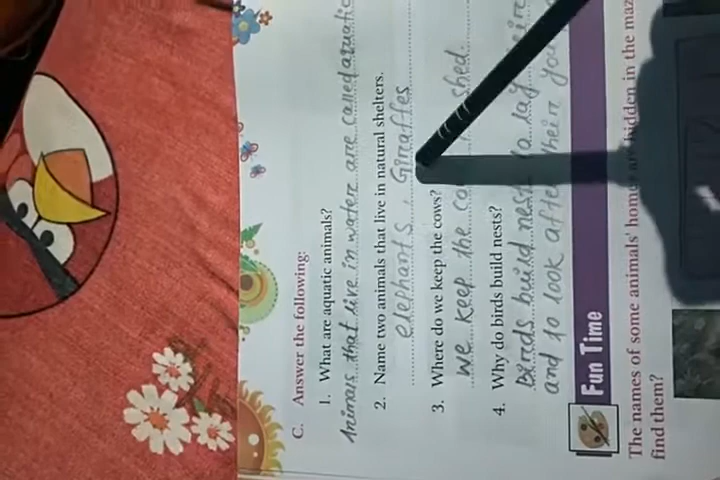 C. Answer the following:
1. What are aquatic animals?
Animals that live in water are called aquatic
2. Name two animals that live in natural shelters.
elephants, Giraffes
3. Where do we keep the cows?
we keep the shed.
4. Why do birds build nests?
Birds build nest to lay
and to look after their
Fun Time
The names of some animals' homes are hidden in the
find them?